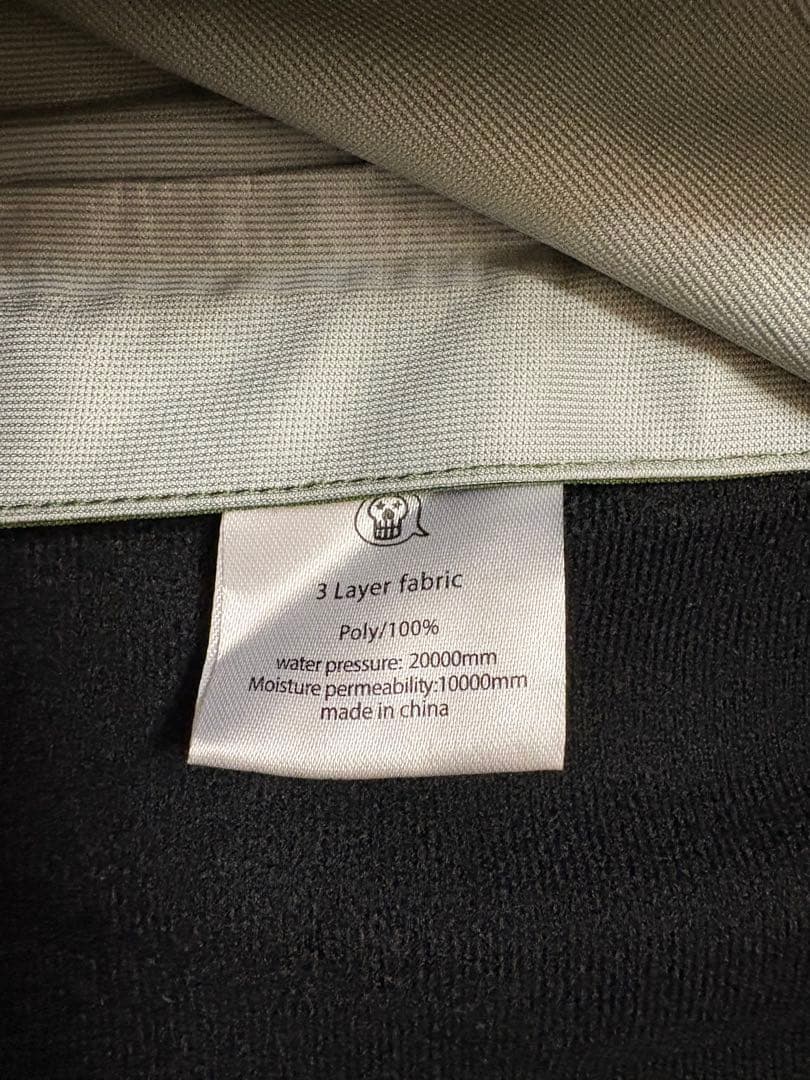 3 Layer fabric
Poly/100%
water pressure: 20000mm
Moisture permeability:10000mm
made in china